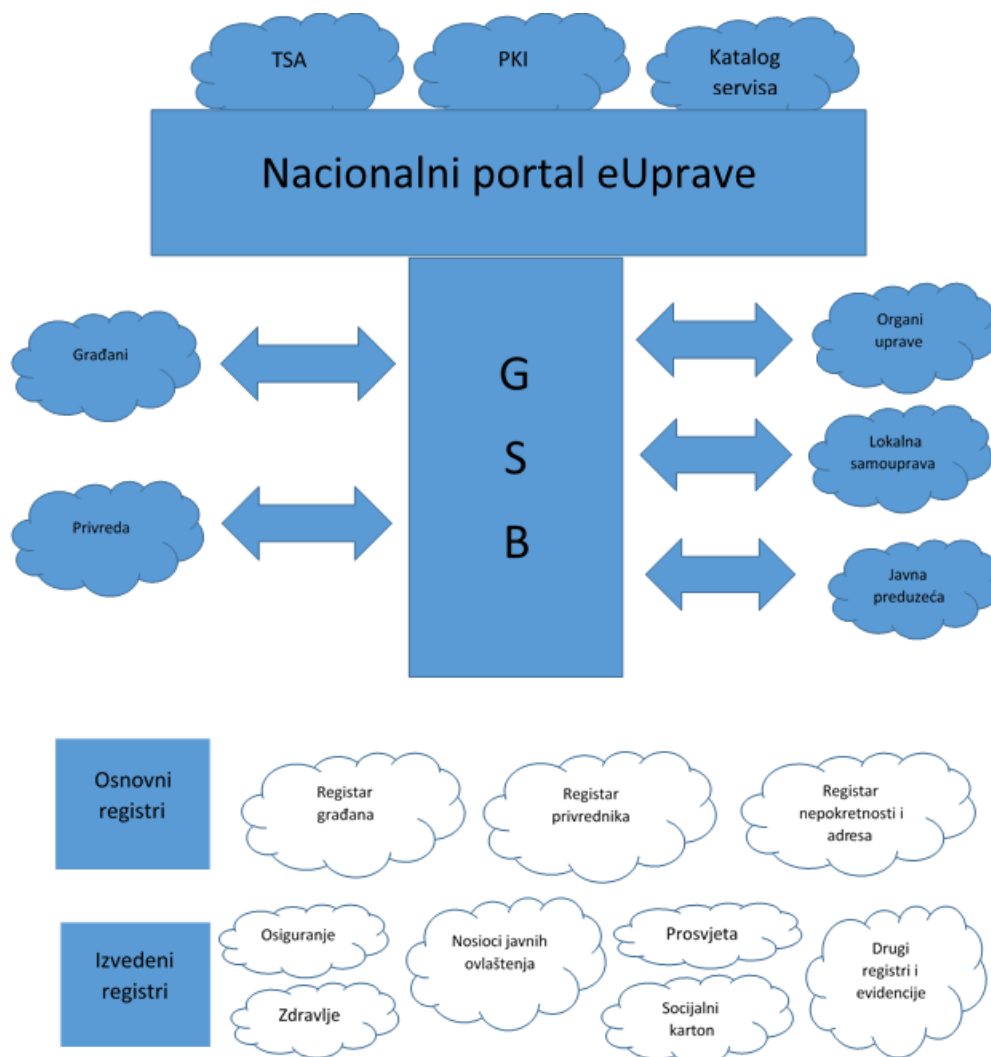 TSA
PKI
Katalog
servisa
Nacionalni portal eUprave
Građani
Privreda
G
S
B
Organi
uprave
Lokalna
samouprava
Javna
preduzeća
Osnovni
registri
Registar
građana
Registar
privrednika
Registar
nepokretnosti i
adresa
Izvedeni
registri
Osiguranje
Zdravlje
Nosioci javnih
ovlaštenja
Prosvjeta
Socijalni
karton
Drugi
registri i
evidencije